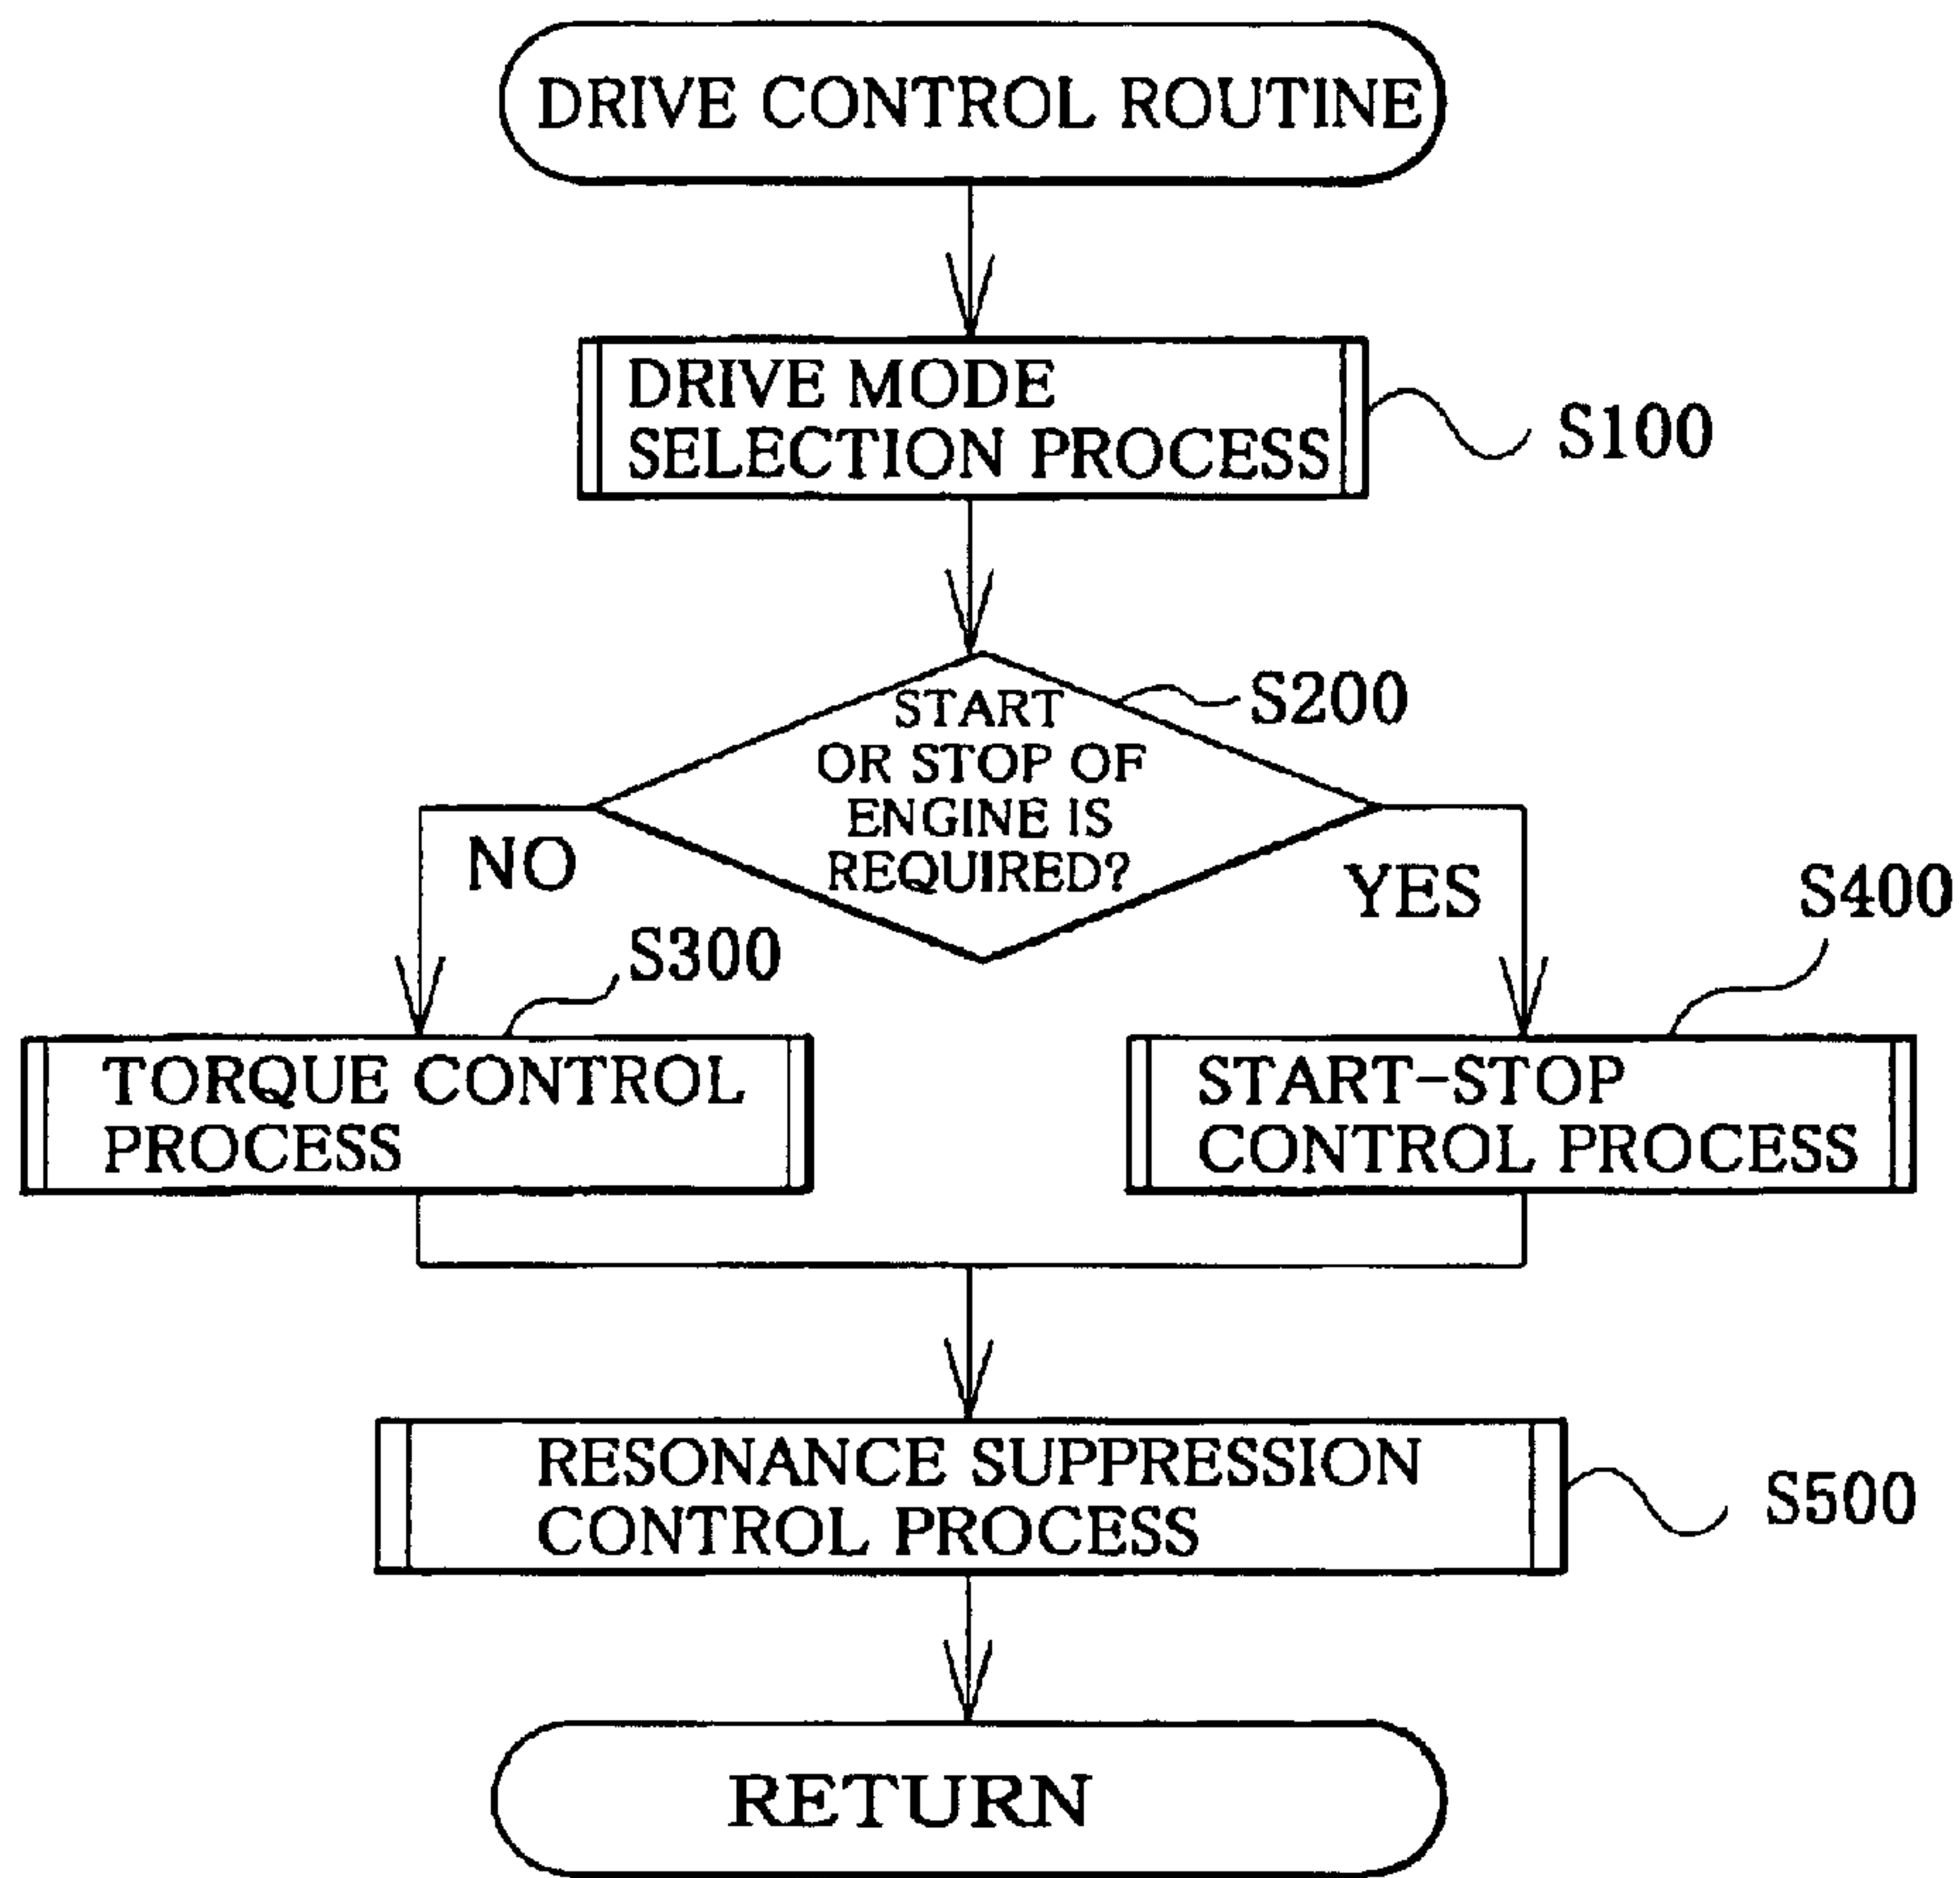 DRIVE CONTROL ROUTINE
DRIVE MODE
SELECTION PROCESS
S100
S200
START
OR STOP OF
ENGINE IS
REQUIRED?
NO
YES
S300
S400
TORQUE CONTROL
PROCESS
START-STOP
CONTROL PROCESS
RESONANCE SUPPRESSION
CONTROL PROCESS
S500
RETURN